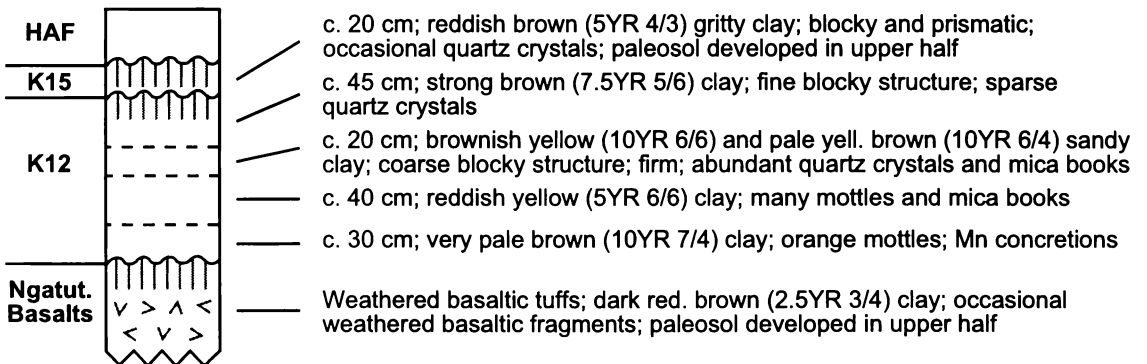 HAF
c. 20 cm; reddish brown (5YR 4/3) gritty clay; blocky and prismatic;
occasional quartz crystals; paleosol developed in upper half
K15
c. 45 cm; strong brown (7.5YR 5/6) clay; fine blocky structure; sparse
quartz crystals
K12
c. 20 cm; brownish yellow (10YR 6/6) and pale yell. brown (10YR 6/4) sandy
clay; coarse blocky structure; firm; abundant quartz crystals and mica books
c. 40 cm; reddish yellow (5YR 6/6) clay; many mottles and mica books
c. 30 cm; very pale brown (10YR 7/4) clay; orange mottles; Mn concretions
Ngatut.
Basalts
Weathered basaltic tuffs; dark red. brown (2.5YR 3/4) clay; occasional
weathered basaltic fragments; paleosol developed in upper half